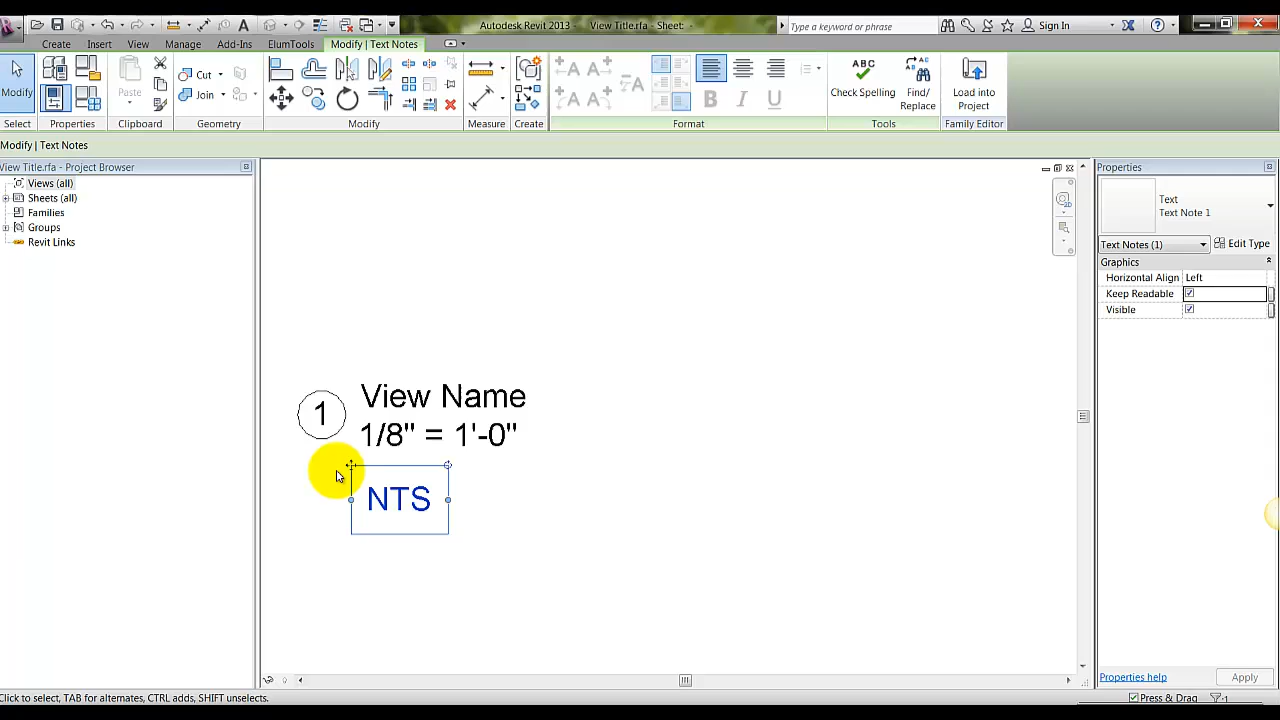 Autodesk Revit 2013 - View Title.rfa - Sheet: -
Type a keyword or phrase
Sign In
Create Insert View Manage Add-Ins ElumTools Modify | Text Notes
Modify
Paste
Cut
Join
Check Spelling
Find/
Replace
Load into
Project
Select Properties Clipboard Geometry Modify Measure Create Format Tools Family Editor
Modify | Text Notes
View Title.rfa - Project Browser
Views (all)
Sheets (all)
Families
Groups
Revit Links
1
View Name
1/8" = 1'-0"
NTS
Properties
Text
Text Note 1
Text Notes (1)
Edit Type
Graphics
Horizontal Align Left
Keep Readable
Visible
Properties help
Apply
Click to select, TAB for alternates, CTRL adds, SHIFT unselects.
Press & Drag
:1